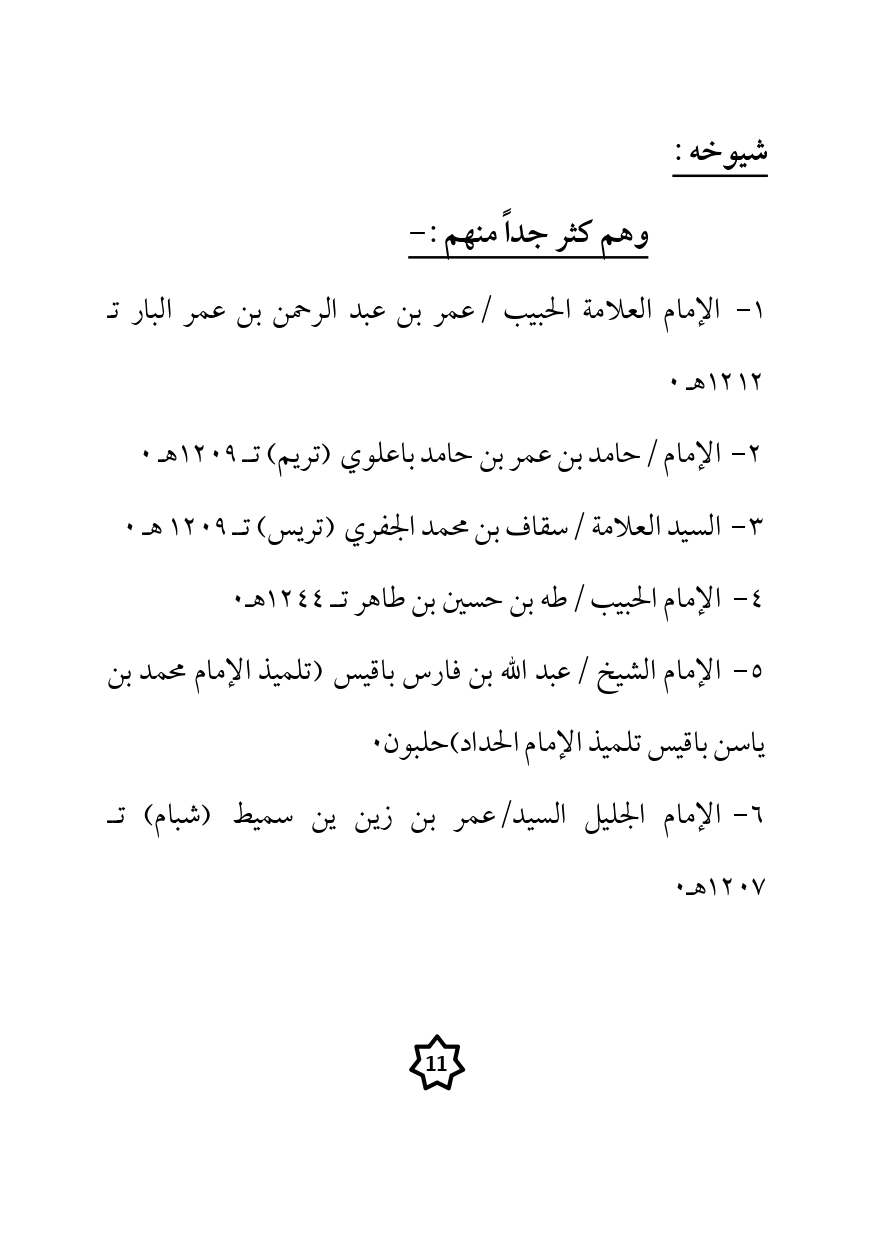 شيوخه :
وهم كثر جداً منهم :–
١– الإمام العلامة الحبيب / عمر بن عبد الرحمن بن عمر البار تـ
١٢١٢هـ ٠
٢– الإمام / حامد بن عمر بن حامد باعلوي (تريم) تـ ١٢٠٩هـ ٠
٣– السيد العلامة / سقاف بن محمد الجفري (تريس) تـ ١٢٠٩ هـ ٠
٤– الإمام الحبيب / طه بن حسين بن طاهر تـ ١٢٤٤هـ٠
٥– الإمام الشيخ / عبد الله بن فارس باقيس (تلميذ الإمام محمد بن
ياسن باقيس تلميذ الإمام الحداد)حلبون٠
٦– الإمام الجليل السيد/عمر بن زين ين سميط (شبام) تـ
١٢٠٧هـ٠
11